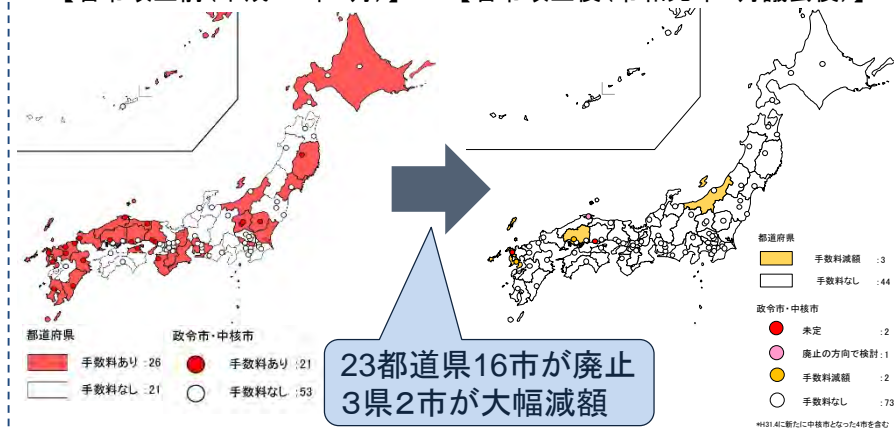 都道府県
手数料あり :26
手数料なし :21
政令市・中核市
手数料あり :21
手数料なし :53
23都道県16市が廃止
3県2市が大幅減額
都道府県
手数料減額 :3
手数料なし :44
政令市・中核市
未定 :2
廃止の方向で検討 :1
手数料減額 :2
手数料なし :73
*H31.4に新たに中核市となった4市を含む